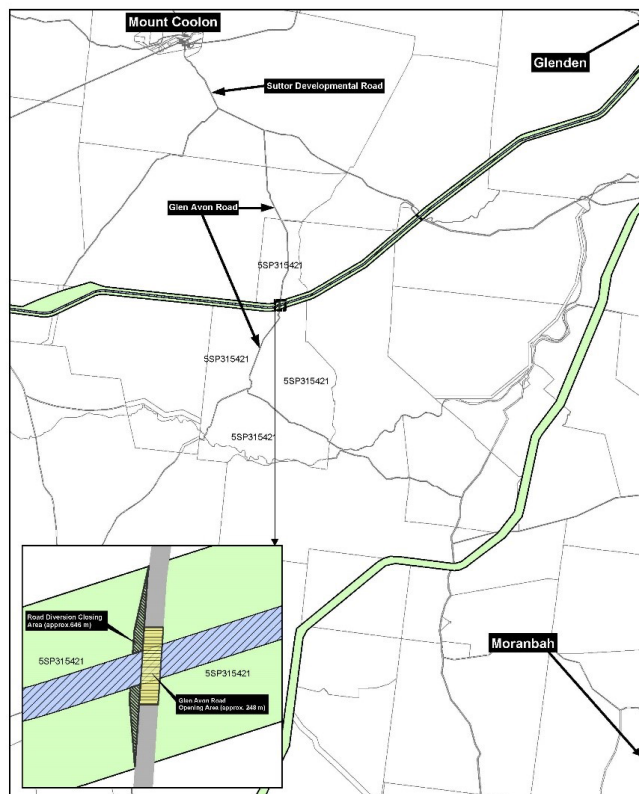 Mount Coolon
Glenden
Suttor Developmental Road
Glen Avon Road
5SP315421
5SP315421
5SP315421
5SP315421
Road Diversion Closing
Area (approx.646 m)
5SP315421
5SP315421
Glen Avon Road
Opening Area (approx. 248 m)
Moranbah